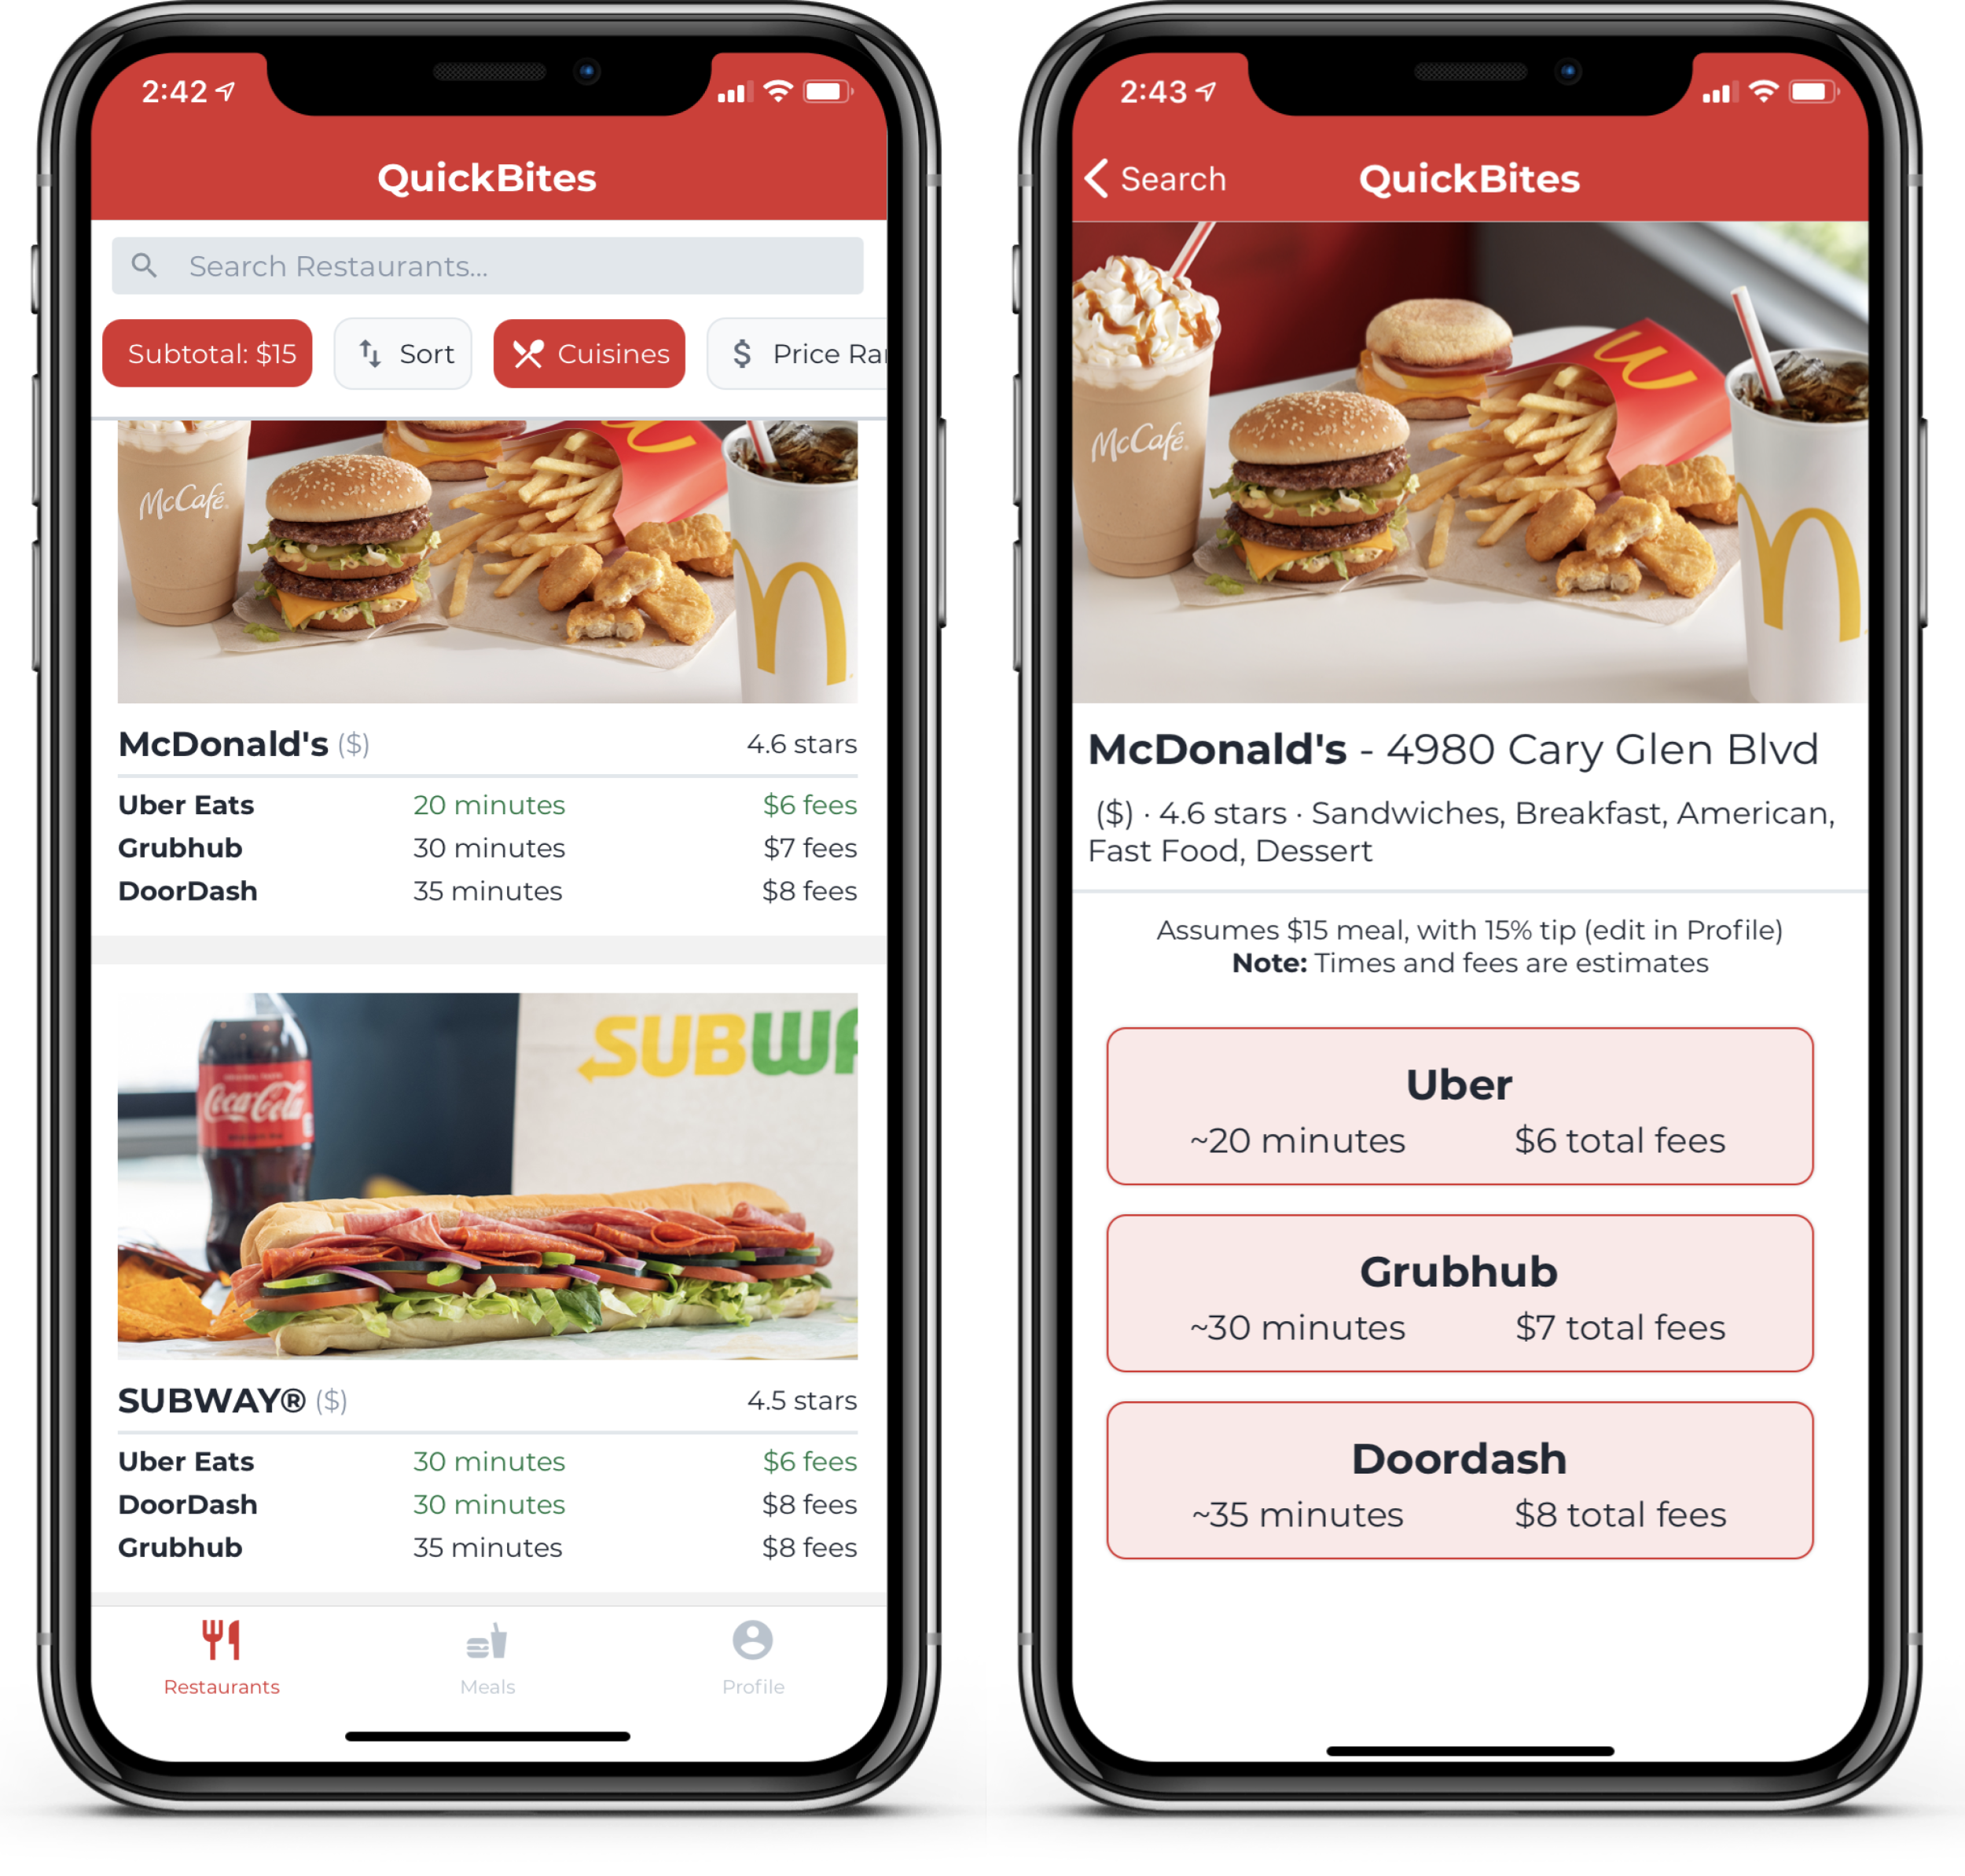 2:42
QuickBites
Search Restaurants...
Subtotal: $15 Sort Cuisines $ Price Ra
McCafé
McDonald's ($) 4.6 stars
Uber Eats 20 minutes $6 fees
Grubhub 30 minutes $7 fees
DoorDash 35 minutes $8 fees
SUBWA
Coca-Cola
SUBWAY® ($) 4.5 stars
Uber Eats 30 minutes $6 fees
DoorDash 30 minutes $8 fees
Grubhub 35 minutes $8 fees
Restaurants Meals Profile
2:43
Search QuickBites
McCafé
McDonald's - 4980 Cary Glen Blvd
($) · 4.6 stars · Sandwiches, Breakfast, American,
Fast Food, Dessert
Assumes $15 meal, with 15% tip (edit in Profile)
Note: Times and fees are estimates
Uber
~20 minutes $6 total fees
Grubhub
~30 minutes $7 total fees
Doordash
~35 minutes $8 total fees